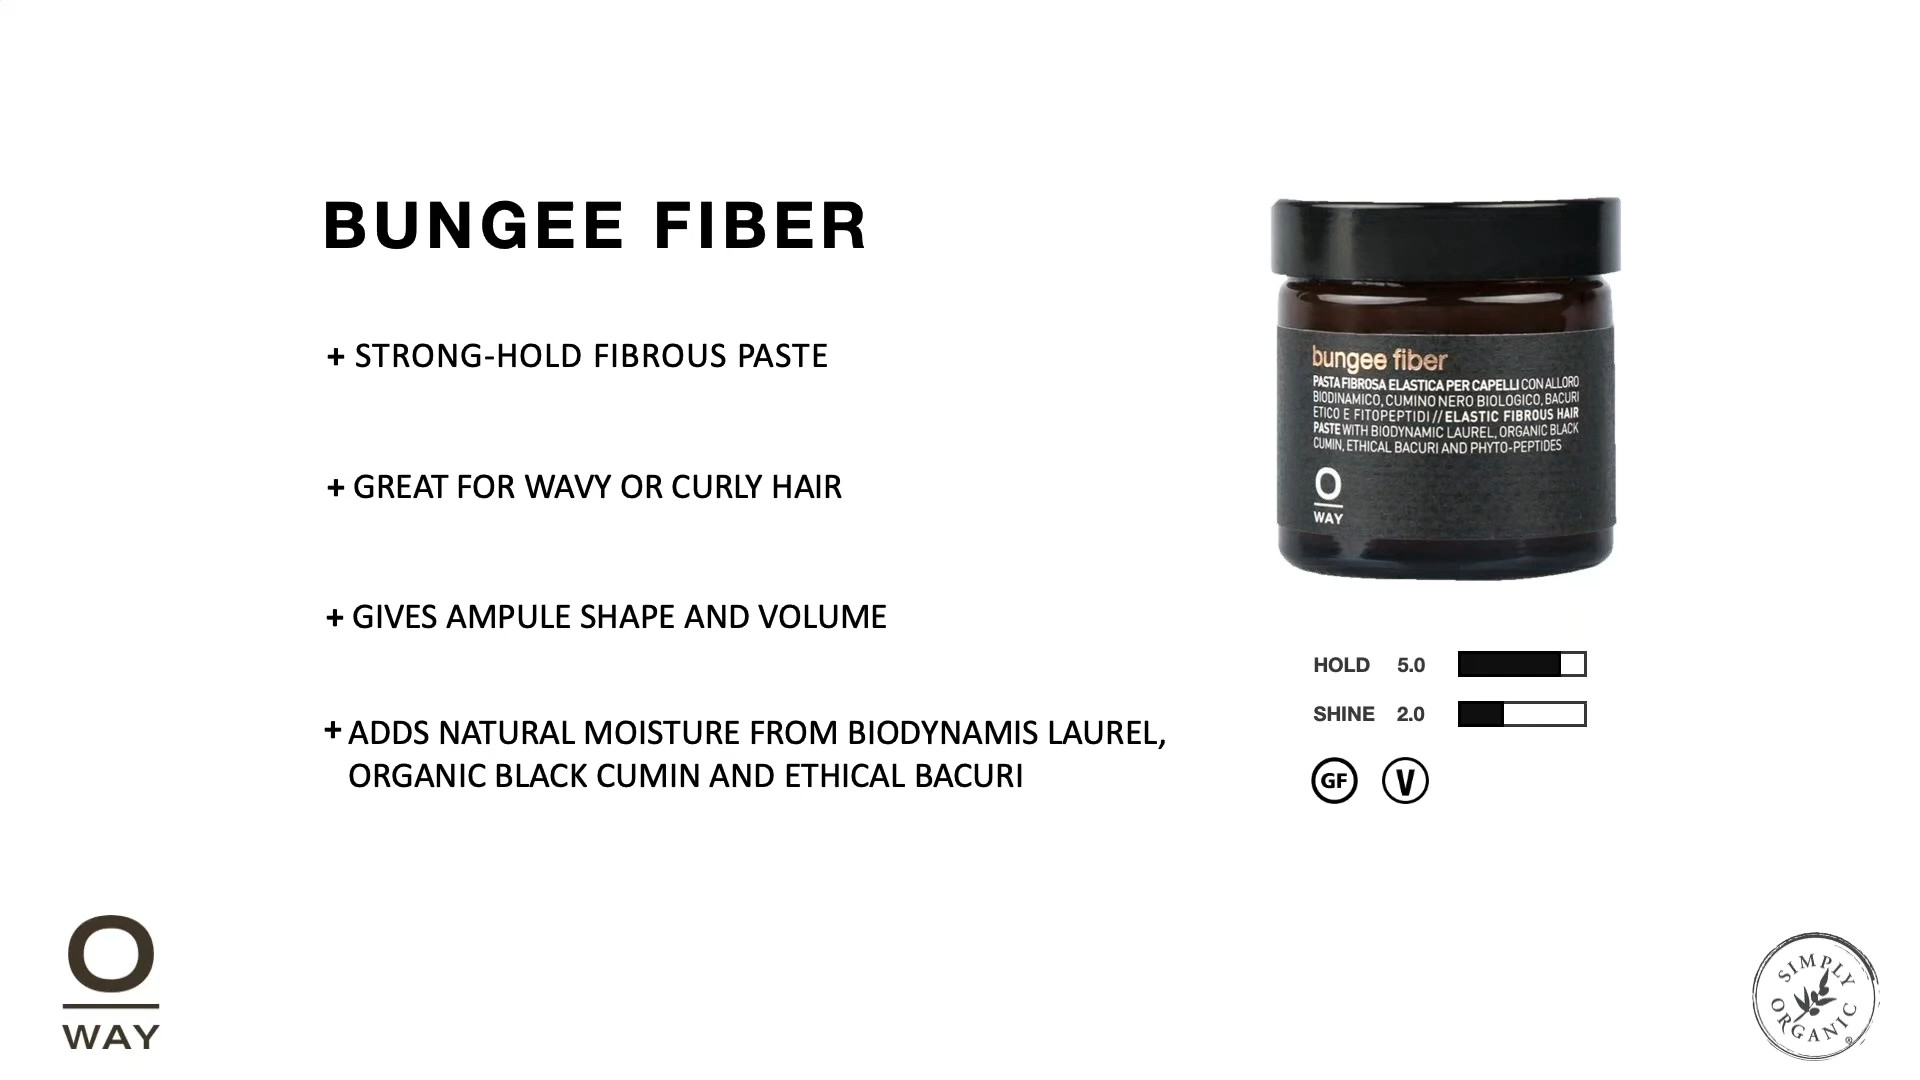 BUNGEE FIBER
+ STRONG-HOLD FIBROUS PASTE
+ GREAT FOR WAVY OR CURLY HAIR
+ GIVES AMPULE SHAPE AND VOLUME
+ ADDS NATURAL MOISTURE FROM BIODYNAMIS LAUREL,
ORGANIC BLACK CUMIN AND ETHICAL BACURI
bungee fiber
PASTA FIBROSA ELASTICA PER CAPELLI CON ALLORO
BIODINAMICO, CUMINO NERO BIOLOGICO, BACURI
ETICO E FITOPEPTIDI // ELASTIC FIBROUS HAIR
PASTE WITH BIODYNAMIC LAUREL, ORGANIC BLACK
CUMIN, ETHICAL BACURI AND PHYTO-PEPTIDES
O
WAY
HOLD 5.0
SHINE 2.0
GF V
O
WAY
SIMPLY
ORGANIC®